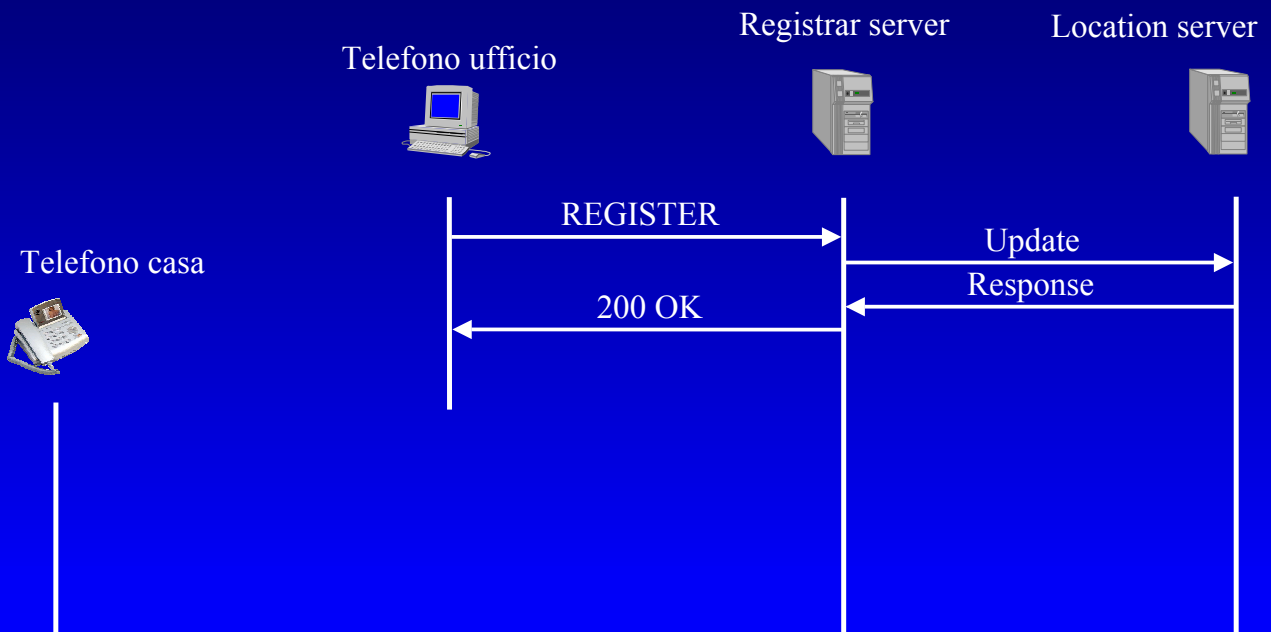 Registrar server
Location server
Telefono ufficio
REGISTER
Update
Telefono casa
Response
200 OK